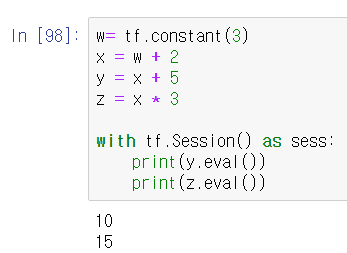 In [98]:
w= tf.constant(3)
x = w + 2
y = x + 5
z = x * 3
with tf.Session() as sess:
    print(y.eval())
    print(z.eval())
10
15